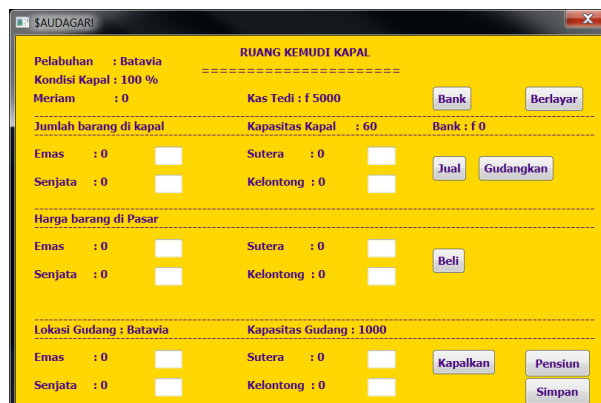 $AUDAGAR!
RUANG KEMUDI KAPAL
======================
Pelabuhan : Batavia
Kondisi Kapal : 100 %
Meriam : 0 Kas Tedi : f 5000 Bank Berlayar
Jumlah barang di kapal Kapasitas Kapal : 60 Bank : f 0
Emas : 0 Sutera : 0
Jual Gudangkan
Senjata : 0 Kelontong : 0
Harga barang di Pasar
Emas : 0 Sutera : 0
Beli
Senjata : 0 Kelontong : 0
Lokasi Gudang : Batavia Kapasitas Gudang : 1000
Emas : 0 Sutera : 0 Kapalkan Pensiun
Senjata : 0 Kelontong : 0 Simpan